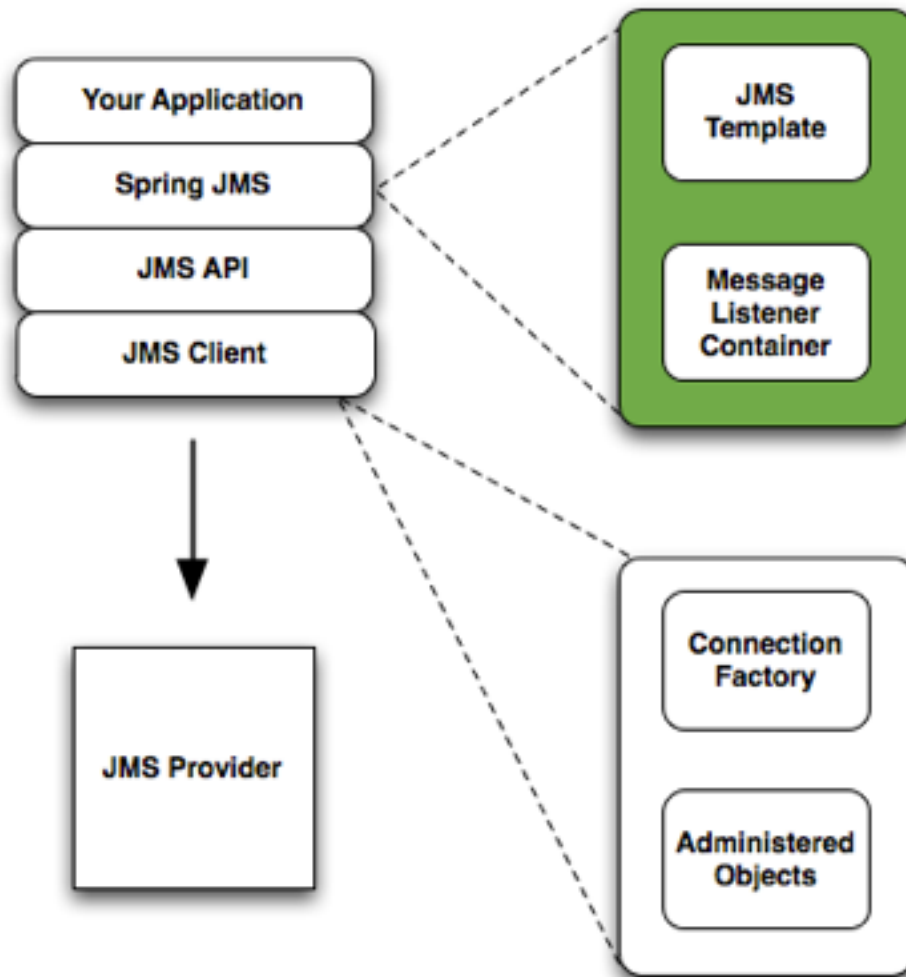 Your Application
Spring JMS
JMS API
JMS Client
JMS Provider
JMS
Template
Message
Listener
Container
Connection
Factory
Administered
Objects